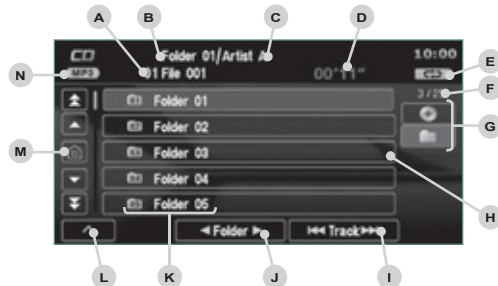 A B C D
CD Folder 01/Artist A 10:00
MP3 01 File 001 00'11" E
N F
3/25
Folder 01 G
Folder 02
M Folder 03
Folder 04 H
Folder 05
◀ Folder ▶ |◀◀ Track ▶▶|
L K J I